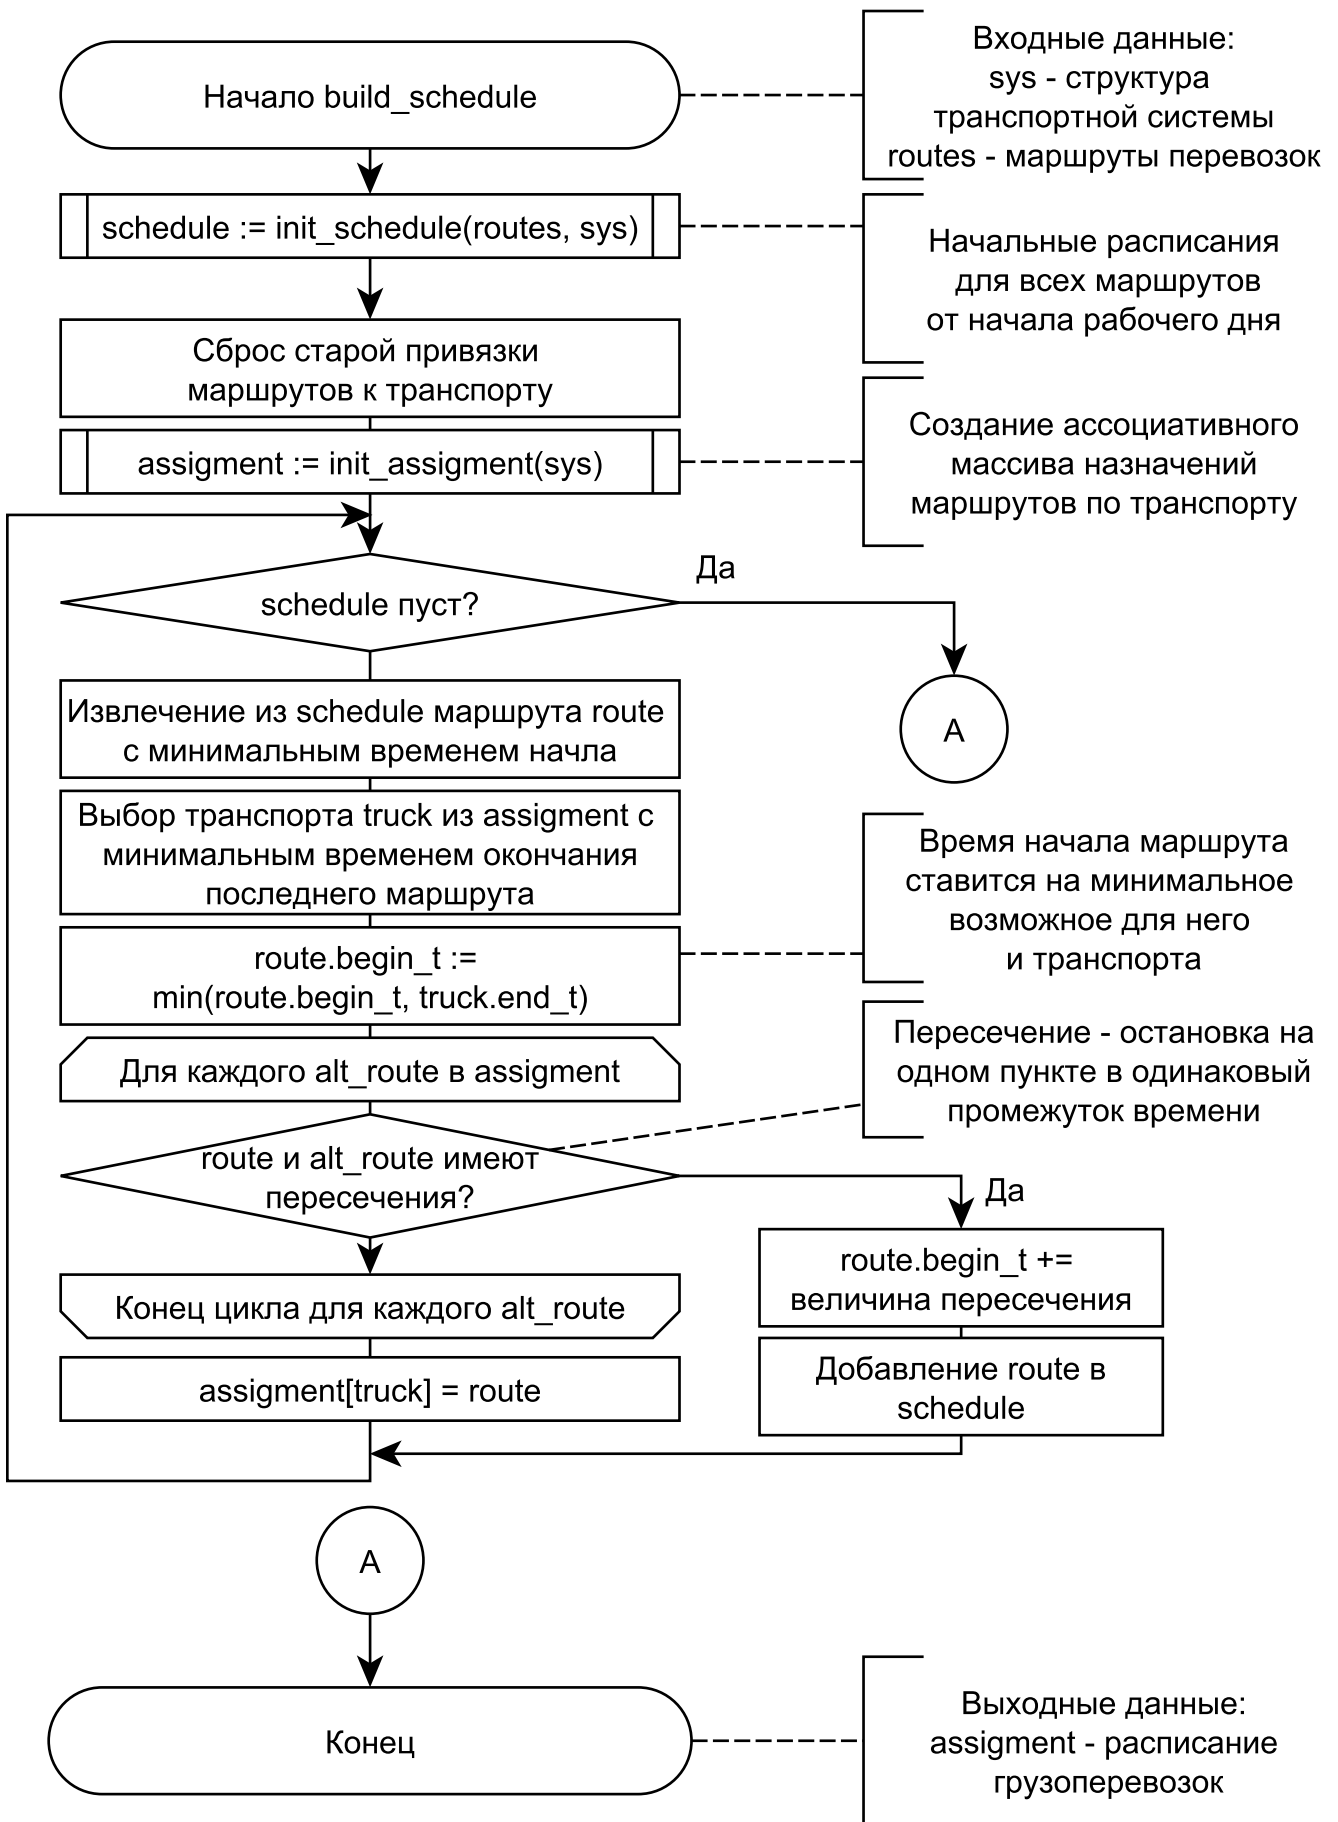 Начало build_schedule
Входные данные:
sys - структура
транспортной системы
routes - маршруты перевозок
schedule := init_schedule(routes, sys)
Начальные расписания
для всех маршрутов
от начала рабочего дня
Сброс старой привязки
маршрутов к транспорту
assigment := init_assigment(sys)
Создание ассоциативного
массива назначений
маршрутов по транспорту
schedule пуст?
Да
A
Извлечение из schedule маршрута route
с минимальным временем начла
Выбор транспорта truck из assigment с
минимальным временем окончания
последнего маршрута
route.begin_t :=
min(route.begin_t, truck.end_t)
Время начала маршрута
ставится на минимальное
возможное для него
и транспорта
Для каждого alt_route в assigment
Пересечение - остановка на
одном пункте в одинаковый
промежуток времени
route и alt_route имеют
пересечения?
Да
route.begin_t +=
величина пересечения
Добавление route в
schedule
Конец цикла для каждого alt_route
assigment[truck] = route
A
Конец
Выходные данные:
assigment - расписание
грузоперевозок